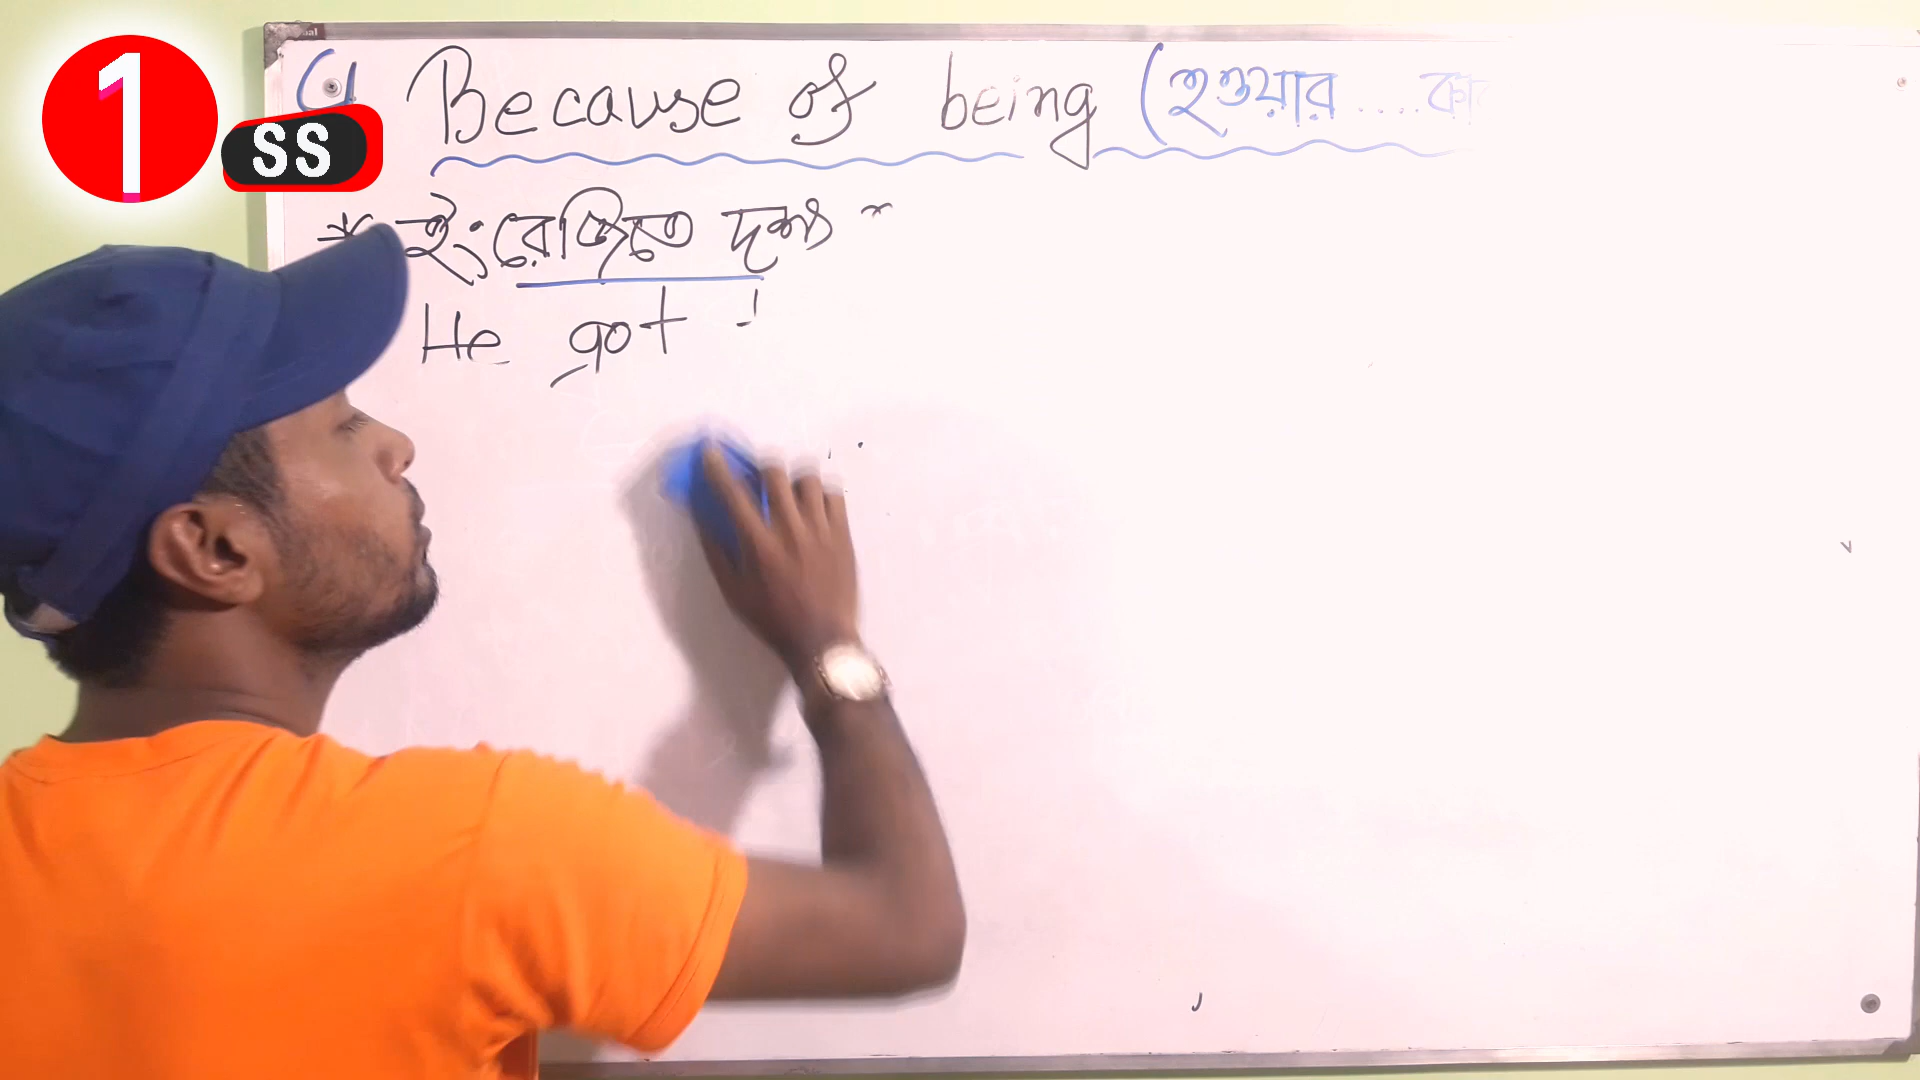 1
SS
Because of being (হওয়ার .... কা
* ইংরেজিতে দক্ষ
He got